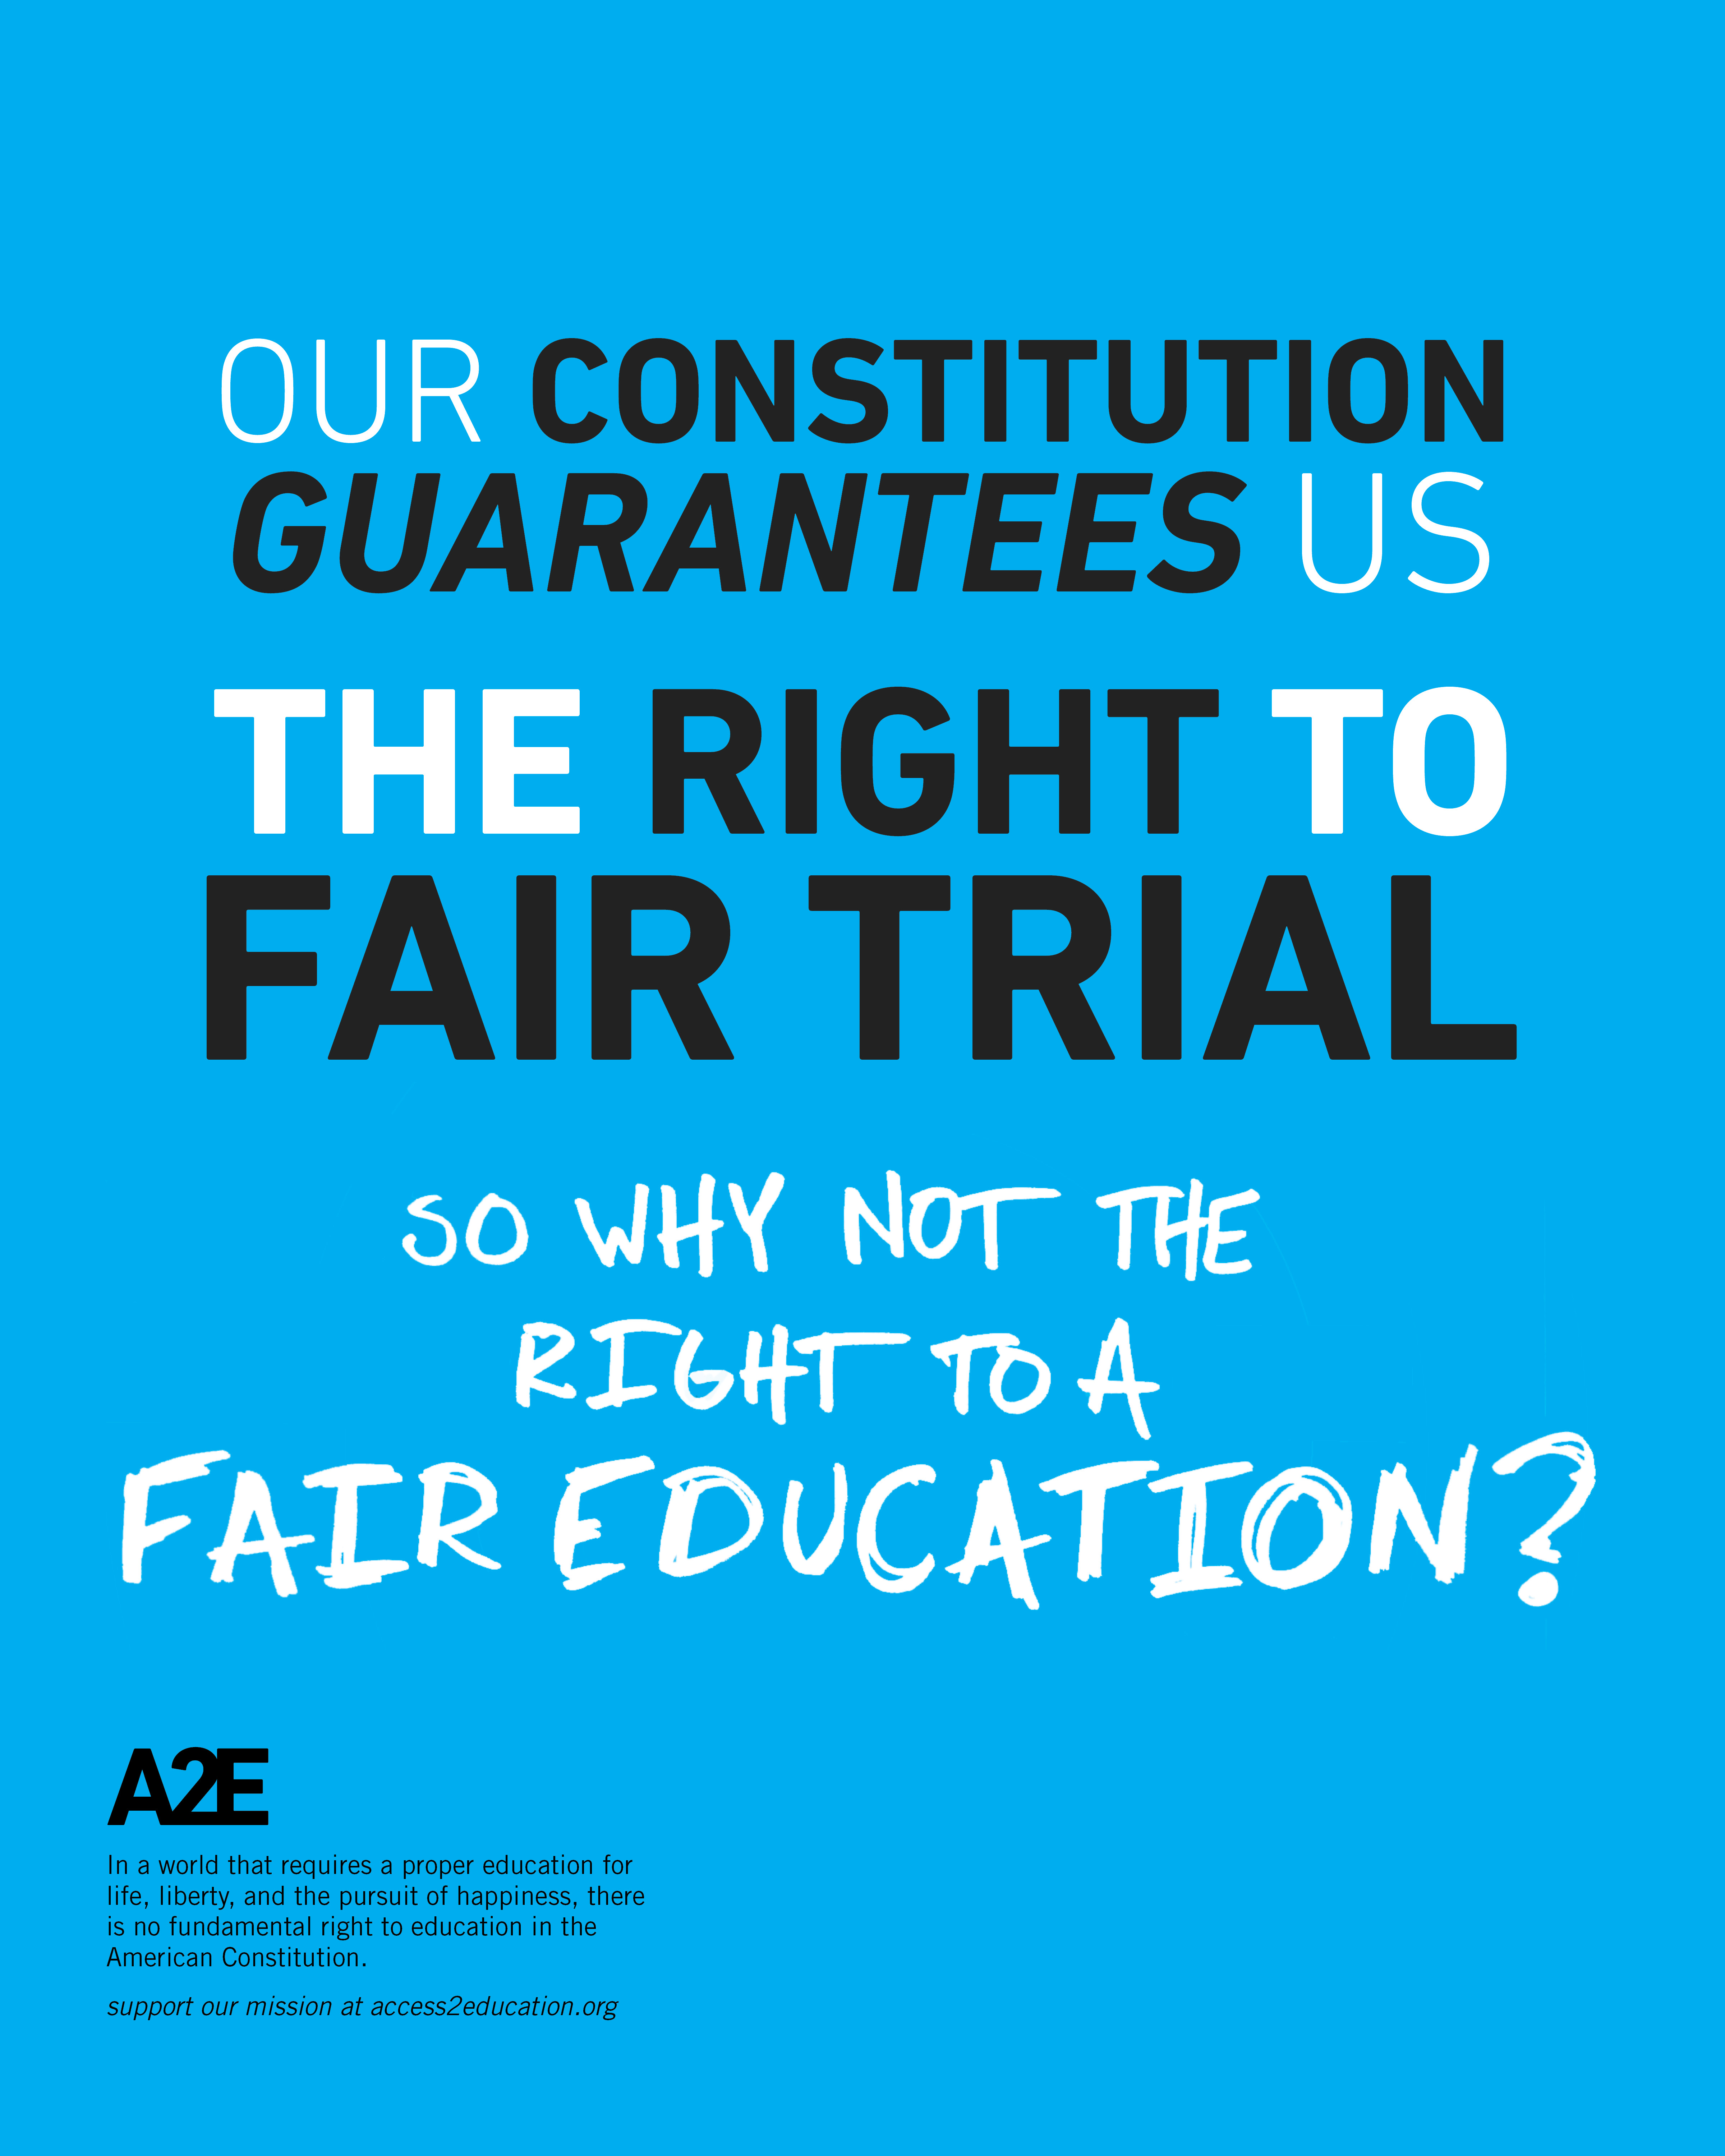 OUR CONSTITUTION
GUARANTEES US
THE RIGHT TO
FAIR TRIAL
SO WHY NOT THE
RIGHT TO A
FAIR EDUCATION?
A2E
In a world that requires a proper education for
life, liberty, and the pursuit of happiness, there
is no fundamental right to education in the
American Constitution.
support our mission at access2education.org